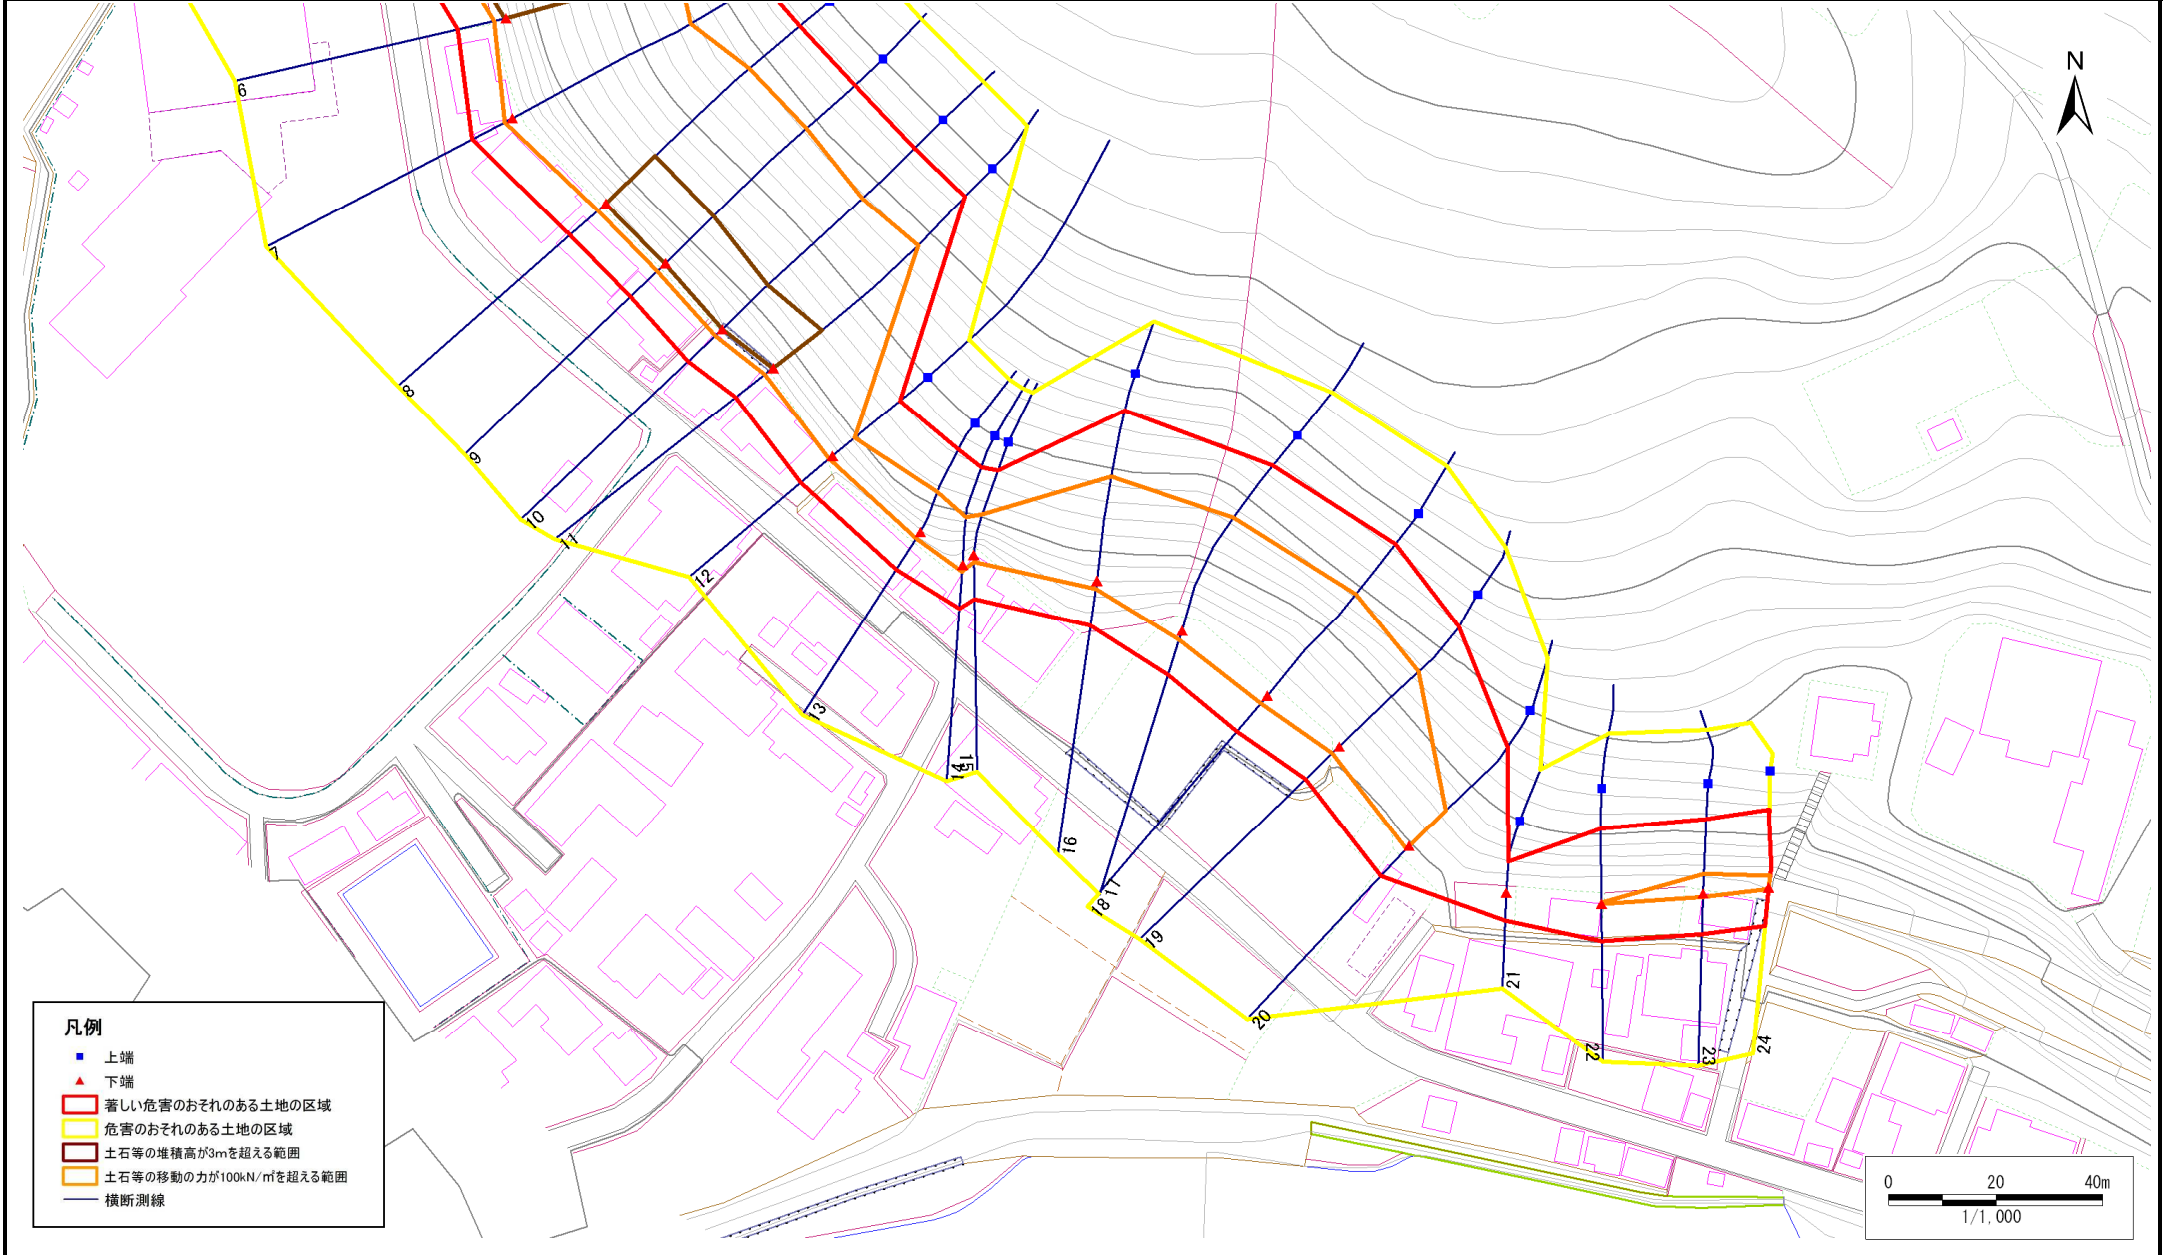 N
6
7
8
9
10
11
12
13
14
15
16
17
18
19
20
21
22
23
24
凡例
上端
下端
著しい危害のおそれのある土地の区域
危害のおそれのある土地の区域
土石等の堆積高が3mを超える範囲
土石等の移動の力が100kN/㎡を超える範囲
横断測線
0 20 40m
1/1,000